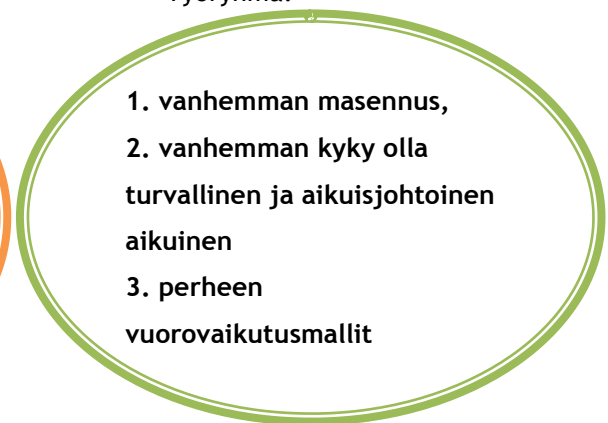 1. vanhemman masennus,
2. vanhemman kyky olla
turvallinen ja aikuisjohtoinen
aikuinen
3. perheen
vuorovaikutusmallit